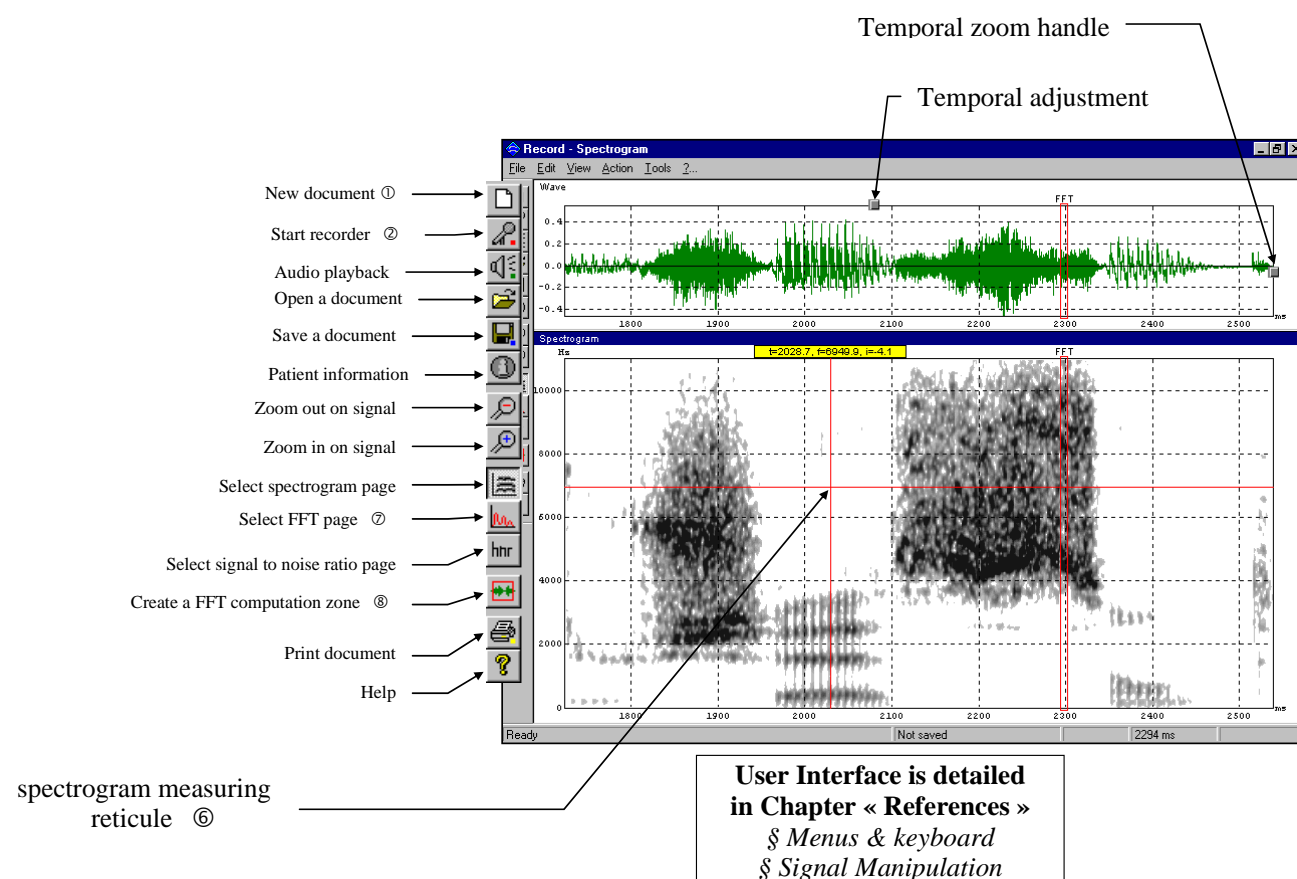 Temporal zoom handle
Temporal adjustment
Record - Spectrogram
File Edit View Action Tools ?...
New document ①
Start recorder ②
Audio playback
Open a document
Save a document
Patient information
Zoom out on signal
Zoom in on signal
Select spectrogram page
Select FFT page ⑦
Select signal to noise ratio page
Create a FFT computation zone ⑧
Print document
Help
hnr
Wave
FFT
0.4
0.2
0.0
-0.2
-0.4
1800 1900 2000 2100 2200 2300 2400 2500 ms
Spectrogram
Hz
t=2028.7, f=6949.9, i=-4.1
FFT
10000
8000
6000
4000
2000
0
1800 1900 2000 2100 2200 2300 2400 2500 ms
Ready Not saved 2294 ms
spectrogram measuring
reticule ⑥
User Interface is detailed
in Chapter « References »
§ Menus & keyboard
§ Signal Manipulation